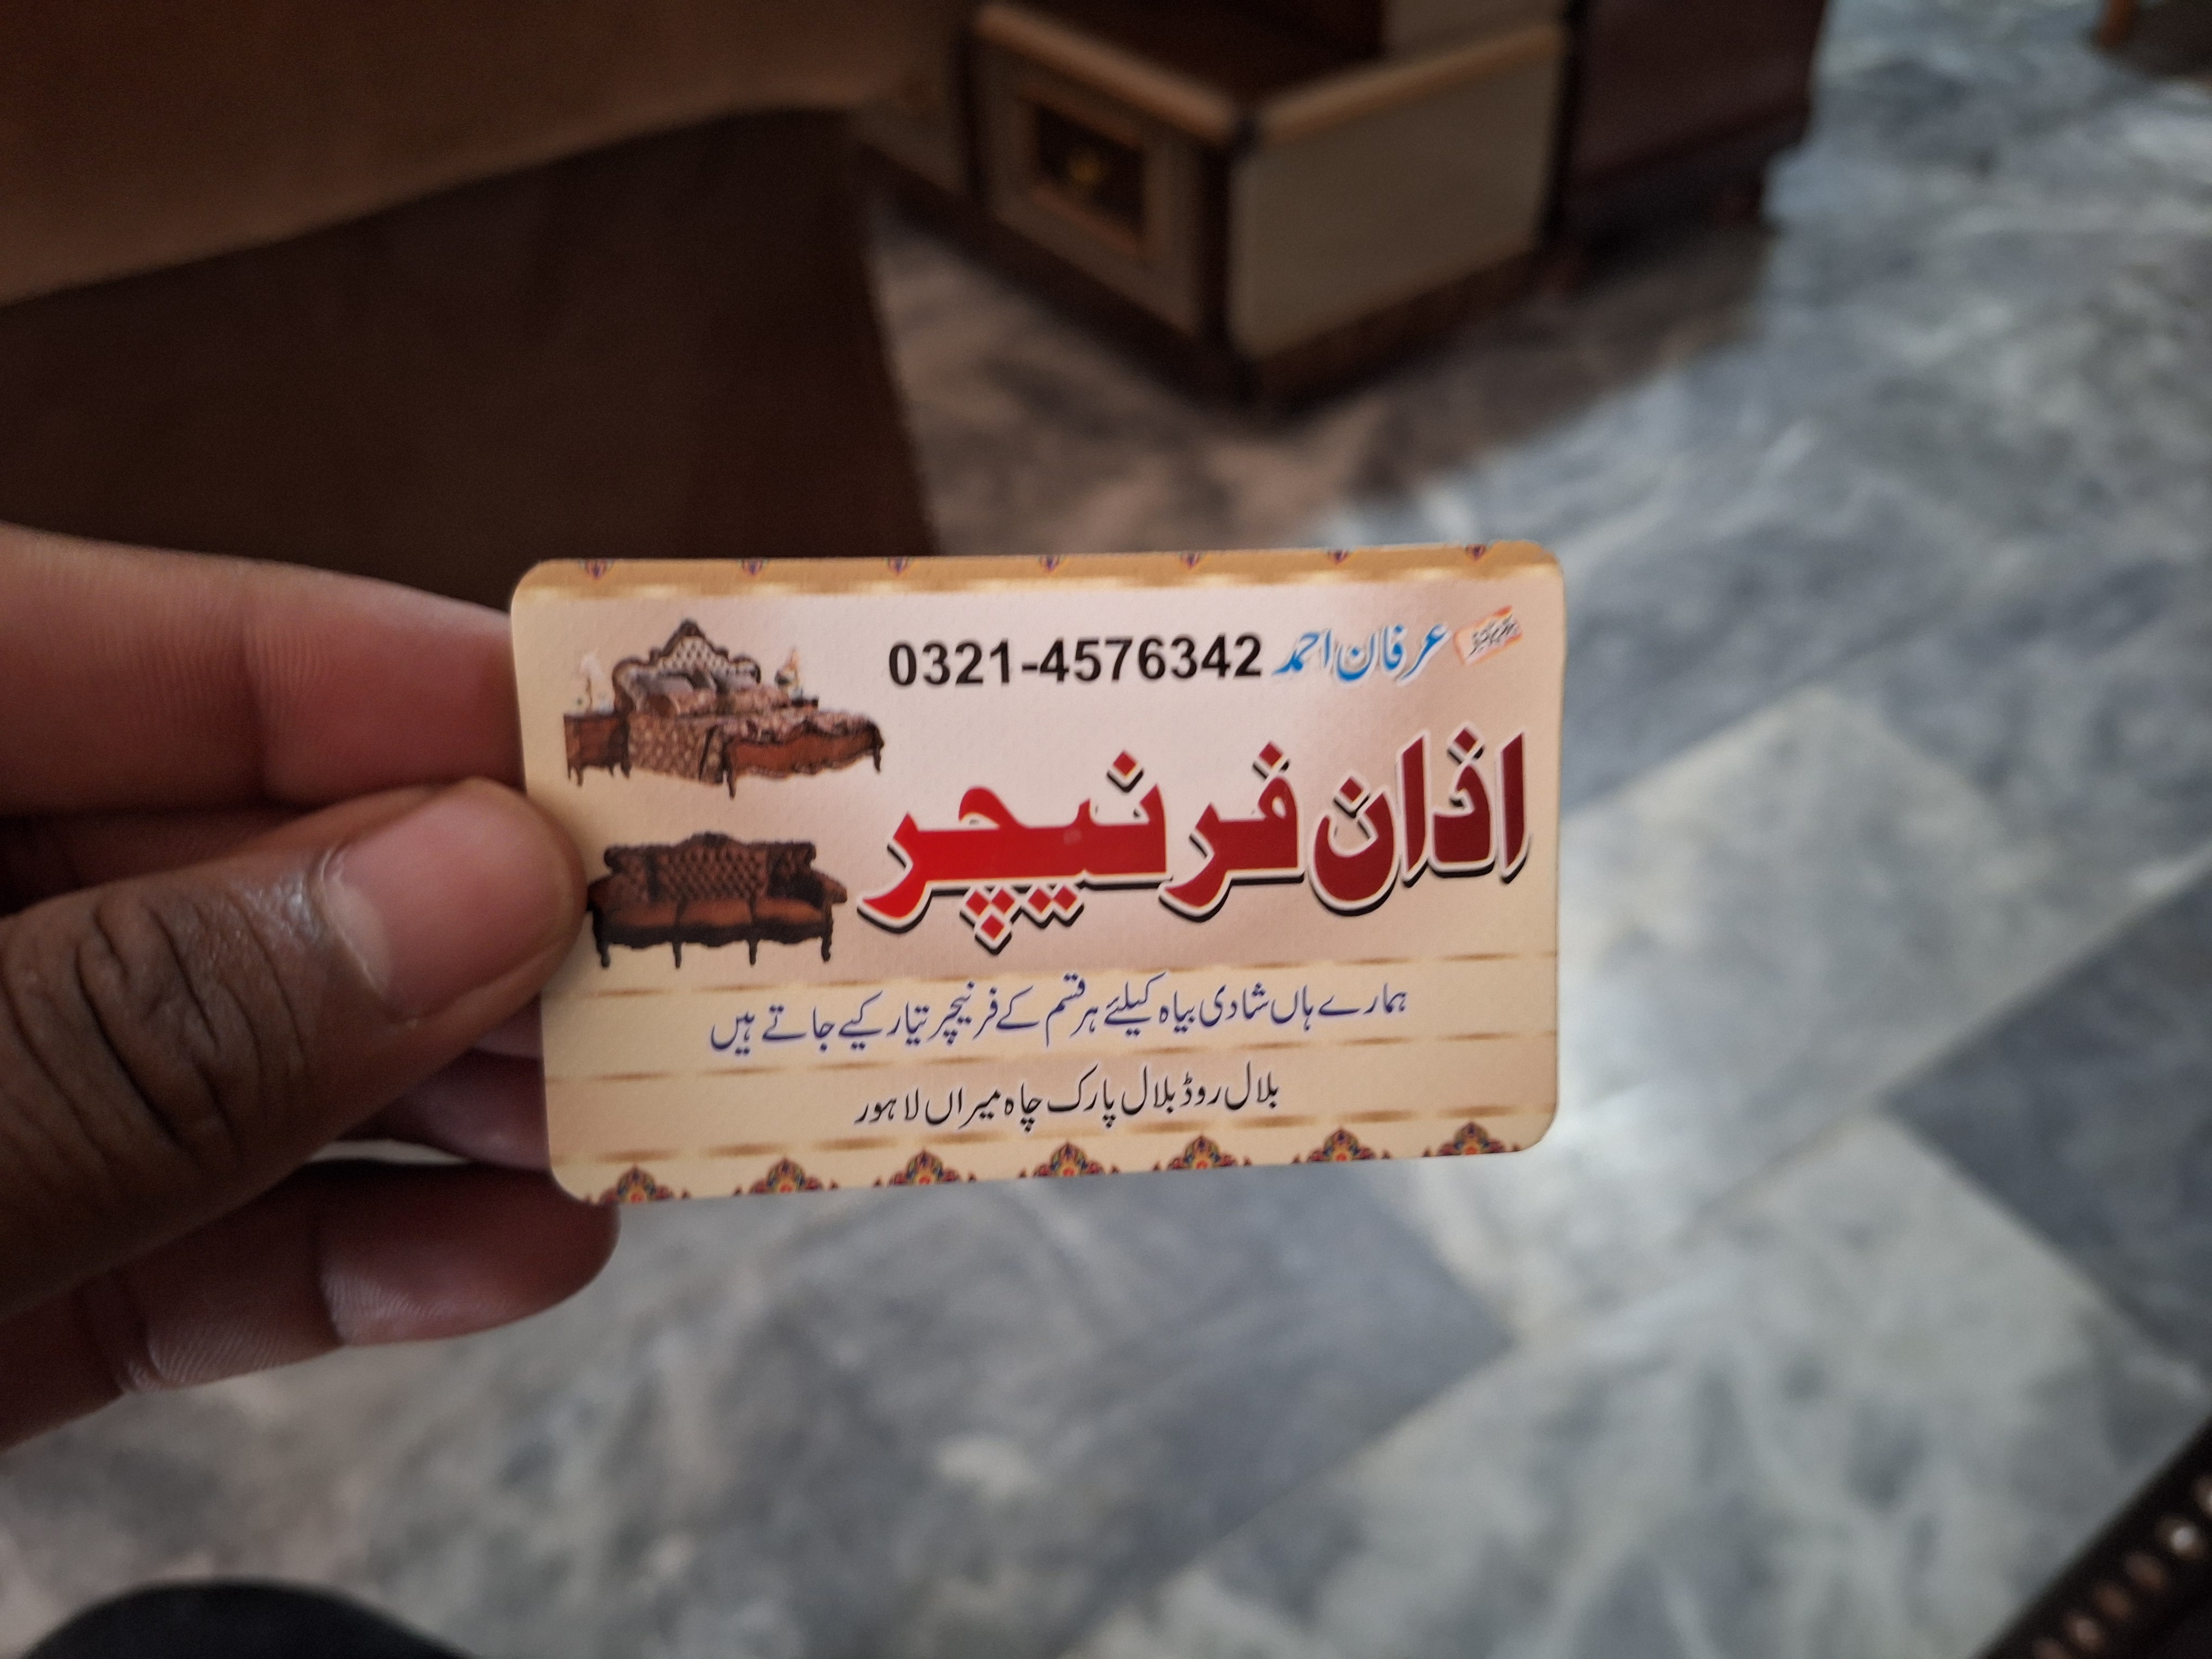 عرفان احمد 0321-4576342
اذان فرنیچر
ہمارے ہاں شادی بیاہ کیلئے ہر قسم کے فرنیچر تیار کیے جاتے ہیں
بلال روڈ بلال پارک چاہ میراں لاہور